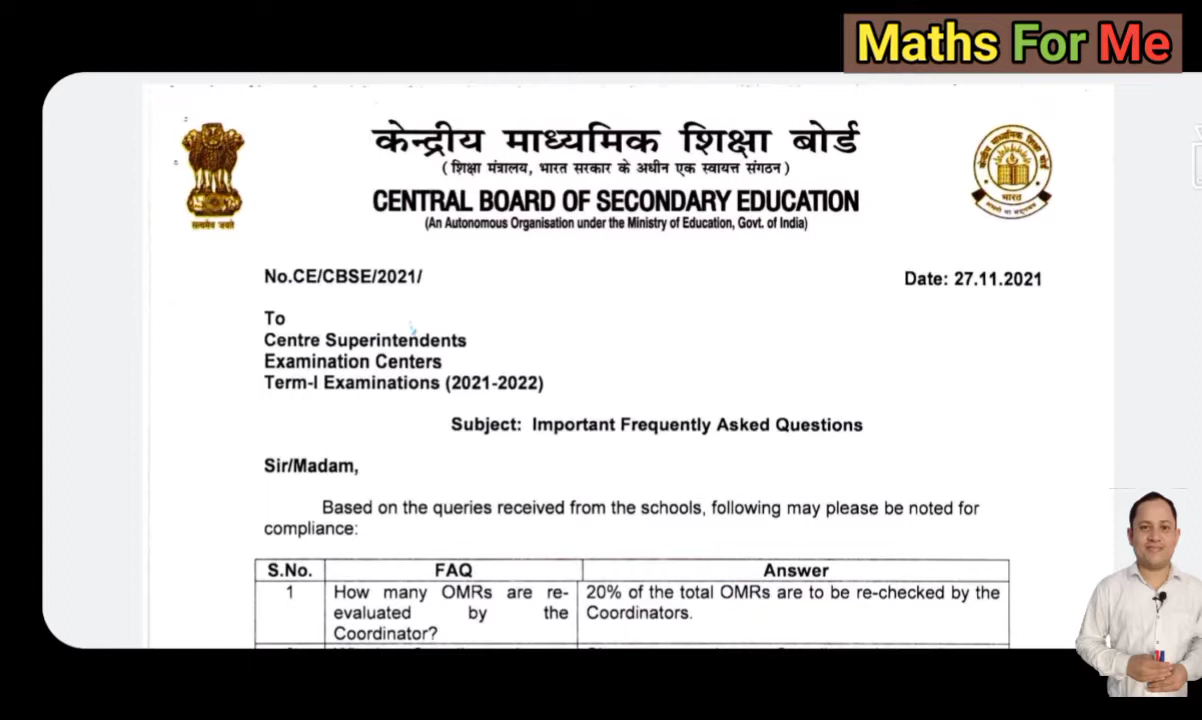 Maths For Me
केन्द्रीय माध्यमिक शिक्षा बोर्ड
( शिक्षा मंत्रालय, भारत सरकार के अधीन एक स्वायत्त संगठन )
CENTRAL BOARD OF SECONDARY EDUCATION
(An Autonomous Organisation under the Ministry of Education, Govt. of India)
सत्यमेव जयते
भारत
No.CE/CBSE/2021/
Date: 27.11.2021
To
Centre Superintendents
Examination Centers
Term-I Examinations (2021-2022)
Subject: Important Frequently Asked Questions
Sir/Madam,
Based on the queries received from the schools, following may please be noted for
compliance:
S.No. FAQ Answer
1 How many OMRs are re- 20% of the total OMRs are to be re-checked by the
evaluated by the Coordinators.
Coordinator?